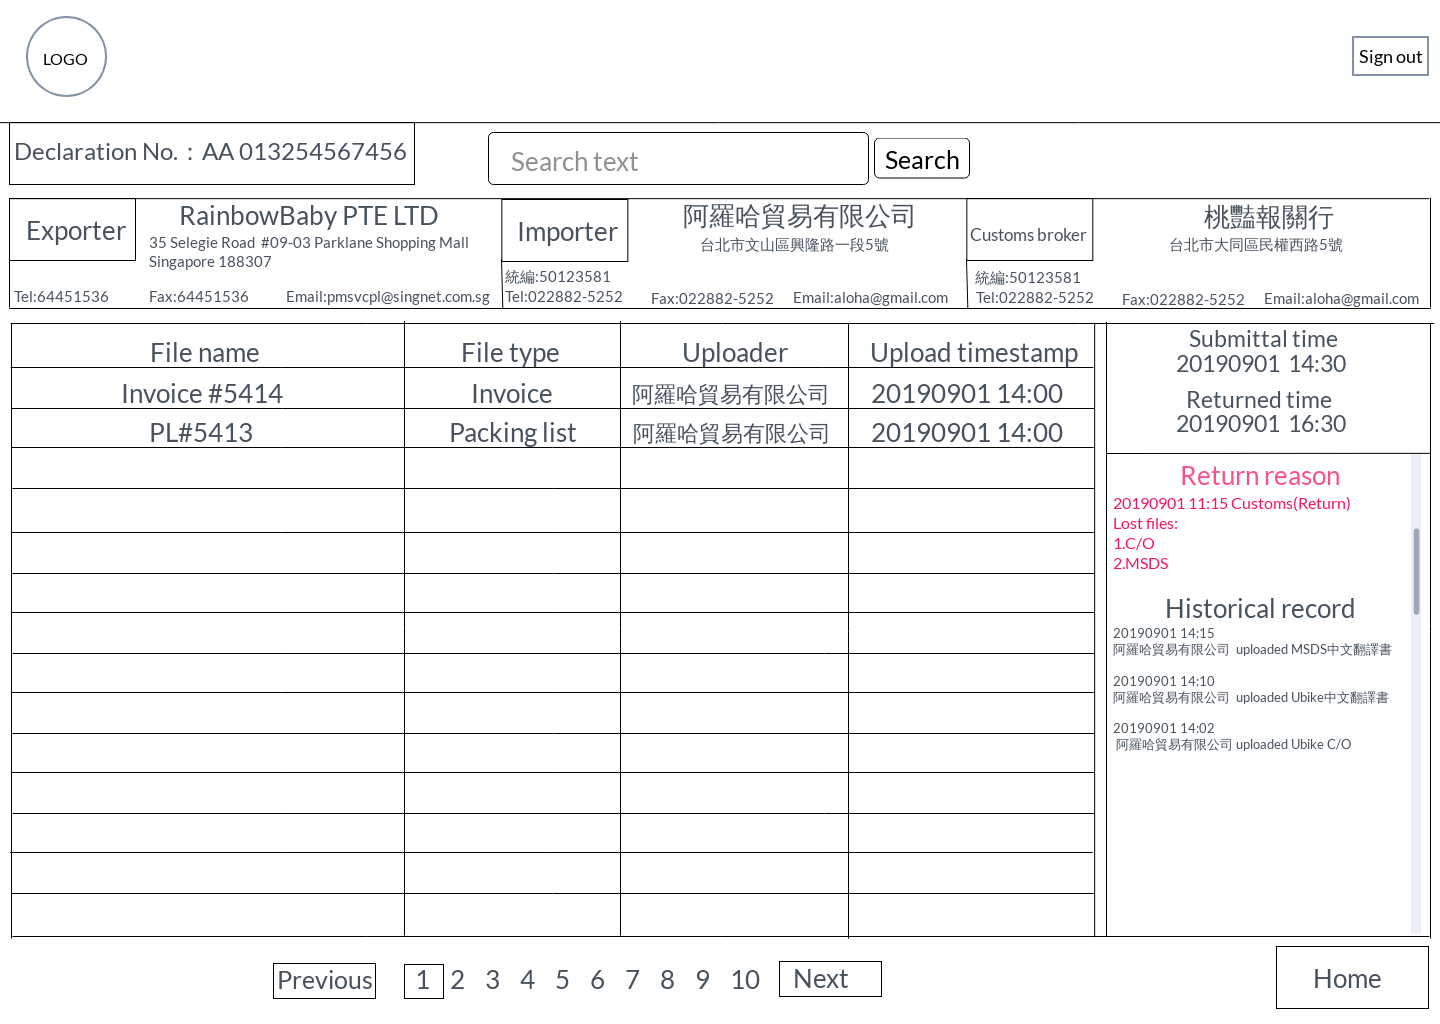 LOGO
Sign out
Declaration No.：AA 013254567456
Search text
Search
Exporter
RainbowBaby PTE LTD
35 Selegie Road #09-03 Parklane Shopping Mall
Singapore 188307
Tel:64451536 Fax:64451536 Email:pmsvcpl@singnet.com.sg
Importer
阿羅哈貿易有限公司
台北市文山區興隆路一段5號
統編:50123581
Tel:022882-5252 Fax:022882-5252 Email:aloha@gmail.com
Customs broker
桃豔報關行
台北市大同區民權西路5號
統編:50123581
Tel:022882-5252 Fax:022882-5252 Email:aloha@gmail.com
File name File type Uploader Upload timestamp
Invoice #5414 Invoice 阿羅哈貿易有限公司 20190901 14:00
PL#5413 Packing list 阿羅哈貿易有限公司 20190901 14:00
Submittal time
20190901 14:30
Returned time
20190901 16:30
Return reason
20190901 11:15 Customs(Return)
Lost files:
1.C/O
2.MSDS
Historical record
20190901 14:15
阿羅哈貿易有限公司 uploaded MSDS中文翻譯書
20190901 14:10
阿羅哈貿易有限公司 uploaded Ubike中文翻譯書
20190901 14:02
阿羅哈貿易有限公司 uploaded Ubike C/O
Previous 1 2 3 4 5 6 7 8 9 10 Next
Home